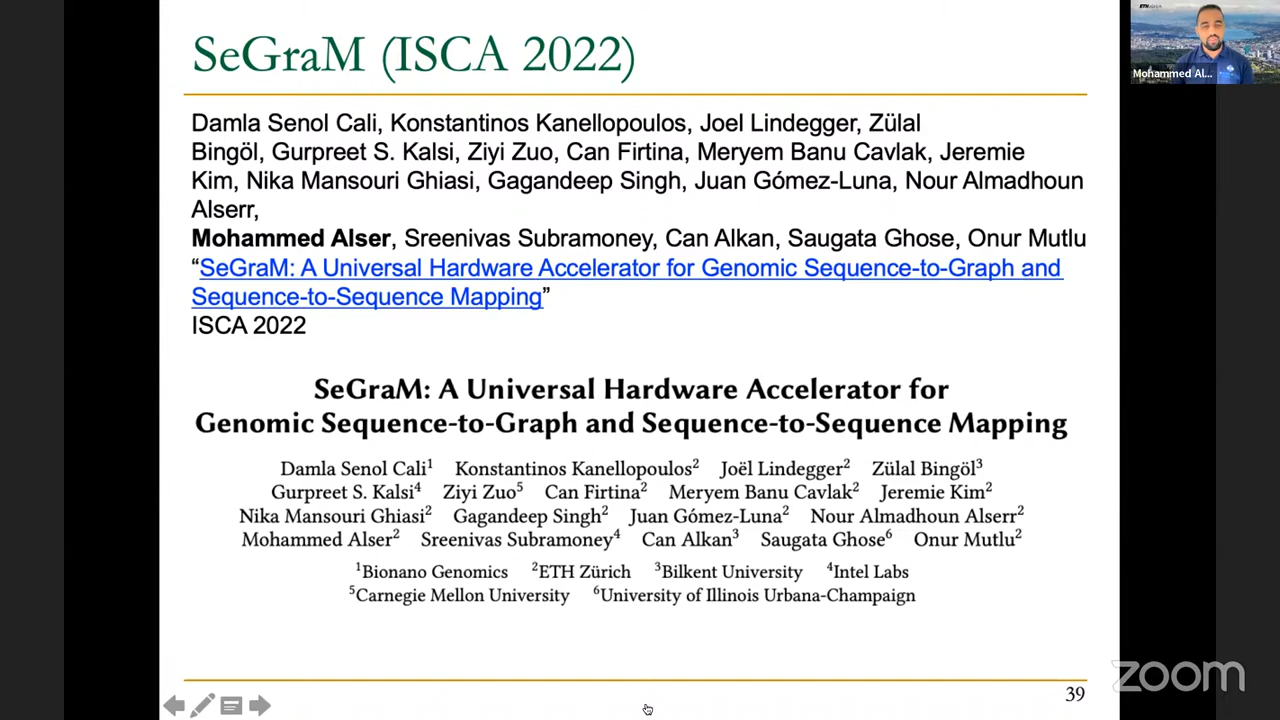 SeGraM (ISCA 2022)
Damla Senol Cali, Konstantinos Kanellopoulos, Joel Lindegger, Zülal
Bingöl, Gurpreet S. Kalsi, Ziyi Zuo, Can Firtina, Meryem Banu Cavlak, Jeremie
Kim, Nika Mansouri Ghiasi, Gagandeep Singh, Juan Gómez-Luna, Nour Almadhoun
Alserr,
Mohammed Alser, Sreenivas Subramoney, Can Alkan, Saugata Ghose, Onur Mutlu
“SeGraM: A Universal Hardware Accelerator for Genomic Sequence-to-Graph and
Sequence-to-Sequence Mapping”
ISCA 2022
SeGraM: A Universal Hardware Accelerator for
Genomic Sequence-to-Graph and Sequence-to-Sequence Mapping
Damla Senol Cali¹ Konstantinos Kanellopoulos² Joël Lindegger² Zülal Bingöl³
Gurpreet S. Kalsi⁴ Ziyi Zuo⁵ Can Firtina² Meryem Banu Cavlak² Jeremie Kim²
Nika Mansouri Ghiasi² Gagandeep Singh² Juan Gómez-Luna² Nour Almadhoun Alserr²
Mohammed Alser² Sreenivas Subramoney⁴ Can Alkan³ Saugata Ghose⁶ Onur Mutlu²
¹Bionano Genomics ²ETH Zürich ³Bilkent University ⁴Intel Labs
⁵Carnegie Mellon University ⁶University of Illinois Urbana-Champaign
39
Mohammed Al...
zoom